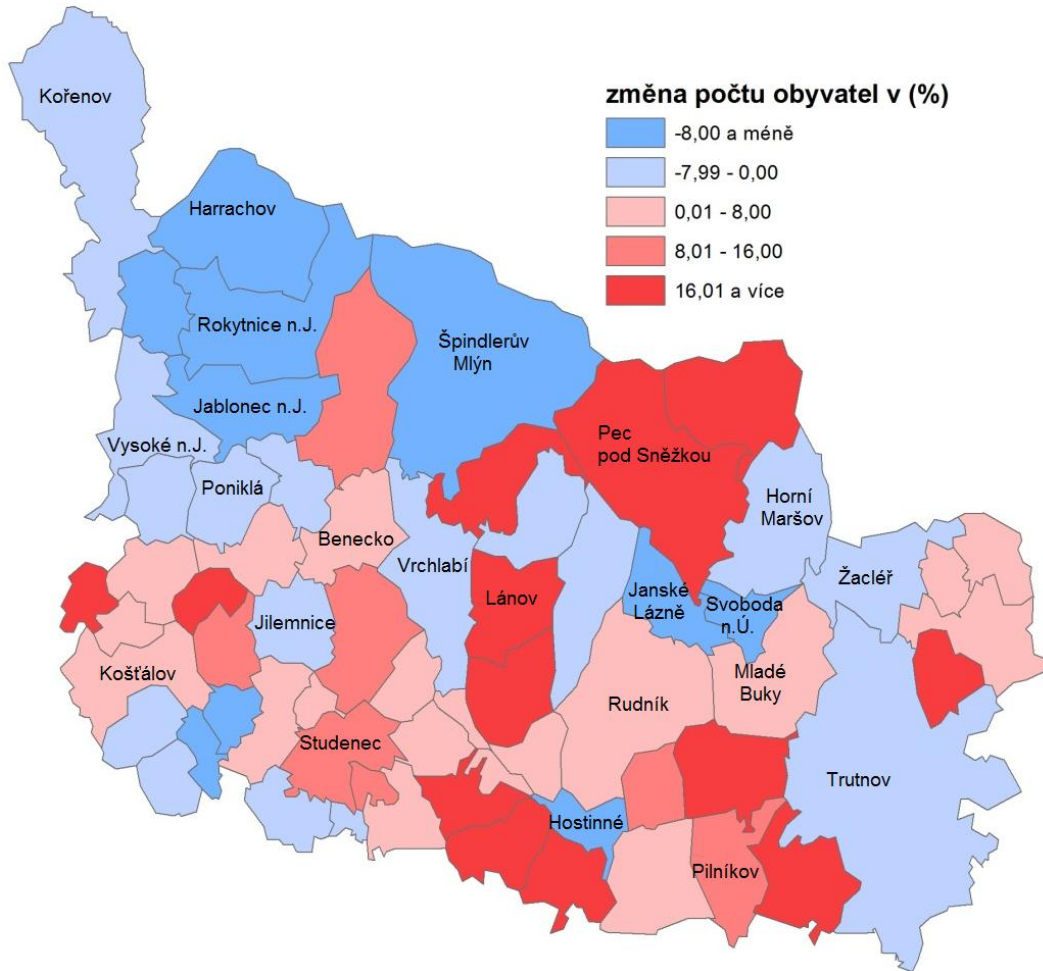 Kořenov
změna počtu obyvatel v (%)
-8,00 a méně
-7,99 - 0,00
0,01 - 8,00
8,01 - 16,00
16,01 a více
Harrachov
Rokytnice n.J.
Špindlerův
Mlýn
Jablonec n.J.
Vysoké n.J.
Pec
pod Sněžkou
Poniklá
Horní
Maršov
Benecko
Vrchlabí
Žacléř
Lánov
Janské
Lázně
Svoboda
n.Ú.
Jilemnice
Košťálov
Mladé
Buky
Rudník
Studenec
Trutnov
Hostinné
Pilníkov